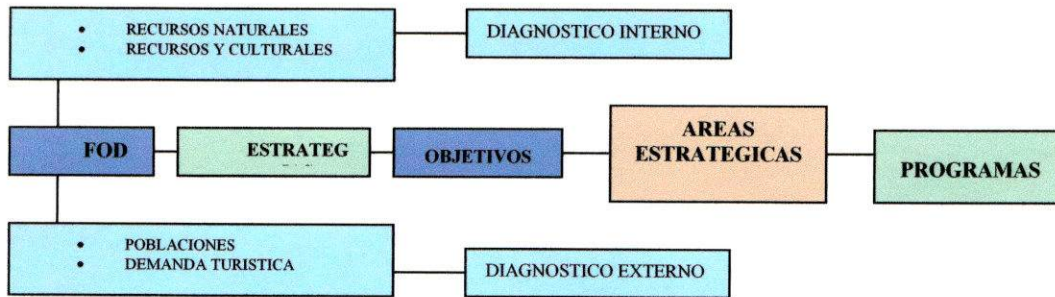 • RECURSOS NATURALES
• RECURSOS Y CULTURALES
DIAGNOSTICO INTERNO
FOD
ESTRATEG
OBJETIVOS
AREAS
ESTRATEGICAS
PROGRAMAS
• POBLACIONES
• DEMANDA TURISTICA
DIAGNOSTICO EXTERNO